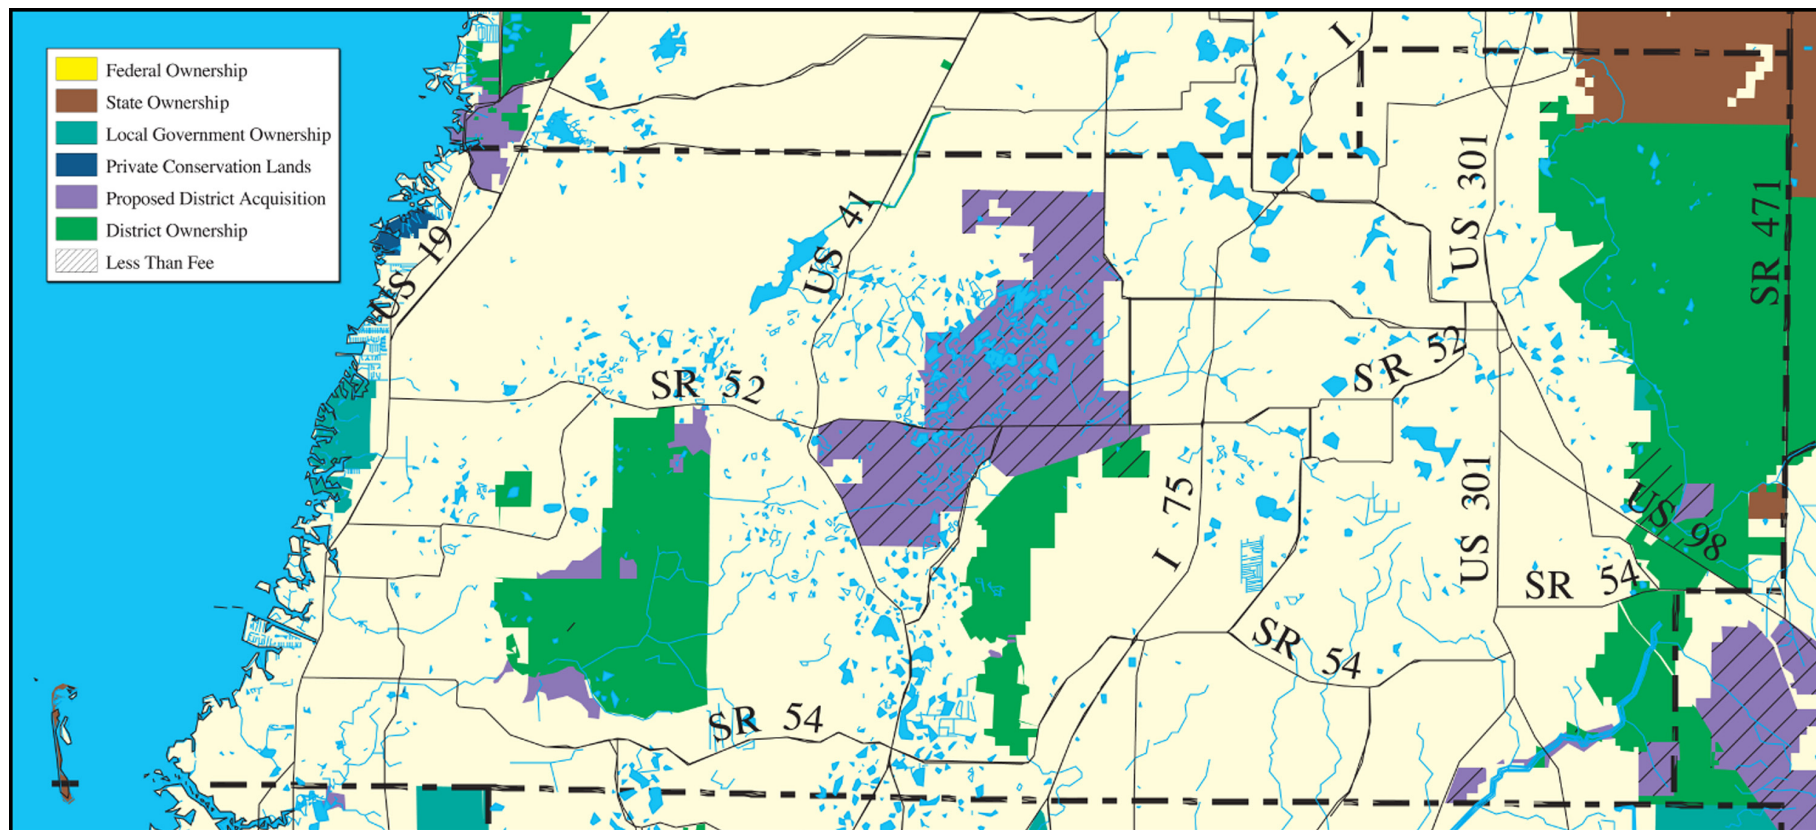 Federal Ownership
State Ownership
Local Government Ownership
Private Conservation Lands
Proposed District Acquisition
District Ownership
Less Than Fee
I
US 301
SR 471
US 41
US 19
SR 52
SR 52
I 75
US 301
US 98
SR 54
SR 54
SR 54